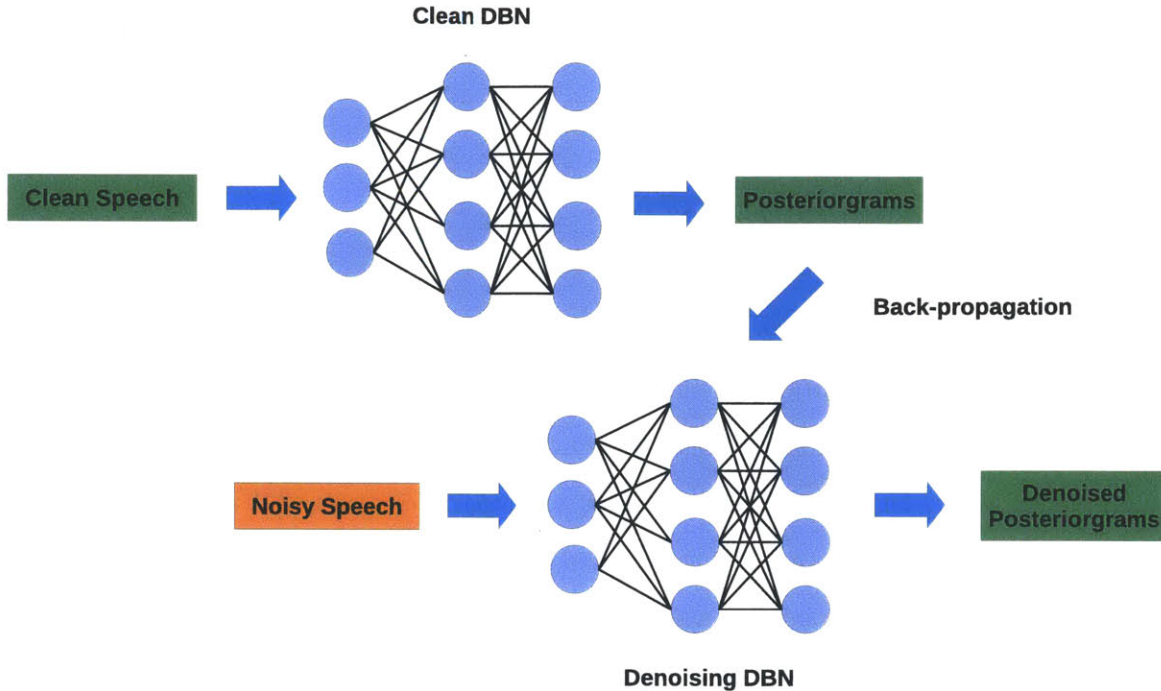 Clean DBN
Clean Speech
Posteriorgrams
Back-propagation
Noisy Speech
Denoised
Posteriorgrams
Denoising DBN